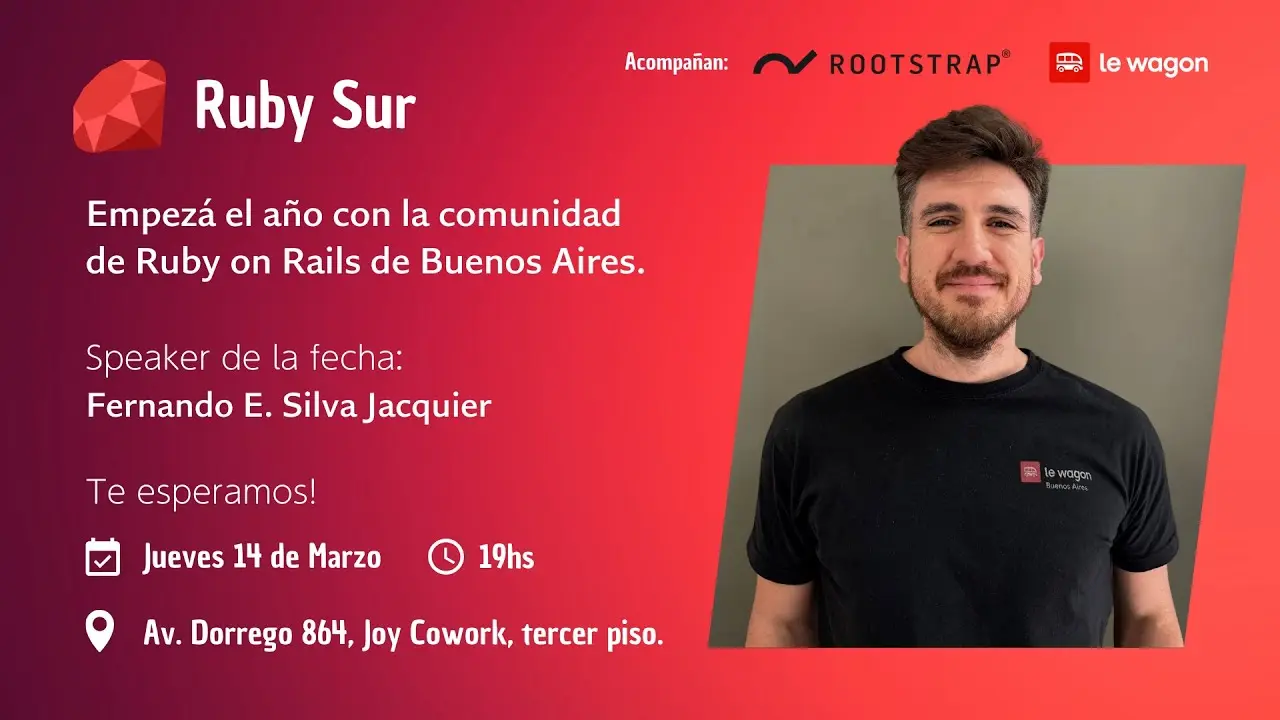 Acompañan: ROOTSTRAP® le wagon
Ruby Sur
Empezá el año con la comunidad
de Ruby on Rails de Buenos Aires.
Speaker de la fecha:
Fernando E. Silva Jacquier
le wagon
Buenos Aires
Te esperamos!
Jueves 14 de Marzo 19hs
Av. Dorrego 864, Joy Cowork, tercer piso.